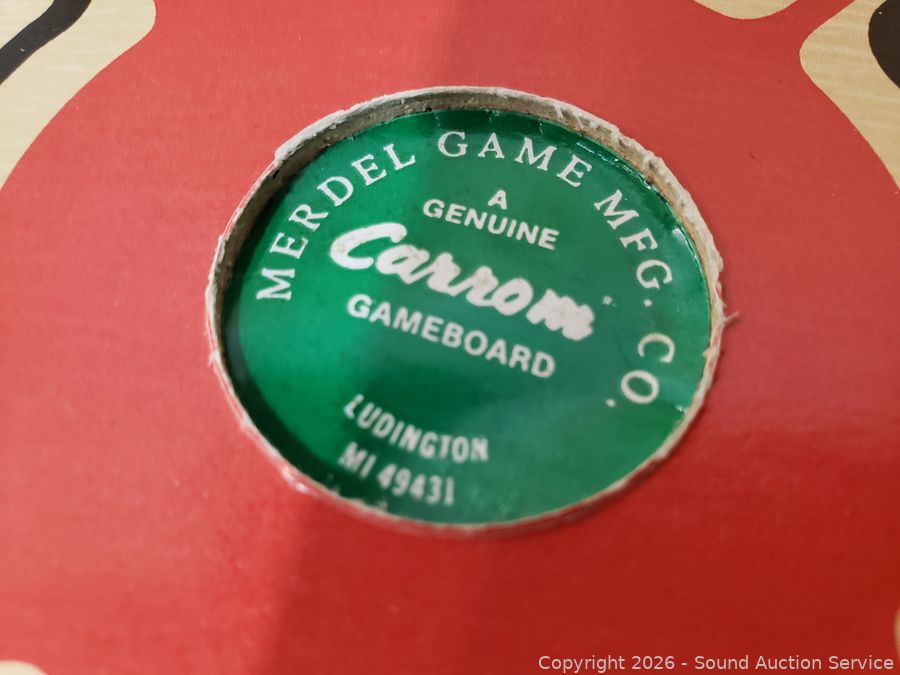 MERDEL GAME MFG. CO.
A
GENUINE
Carrom
GAMEBOARD
LUDINGTON
MI 49431
Copyright 2026 - Sound Auction Service